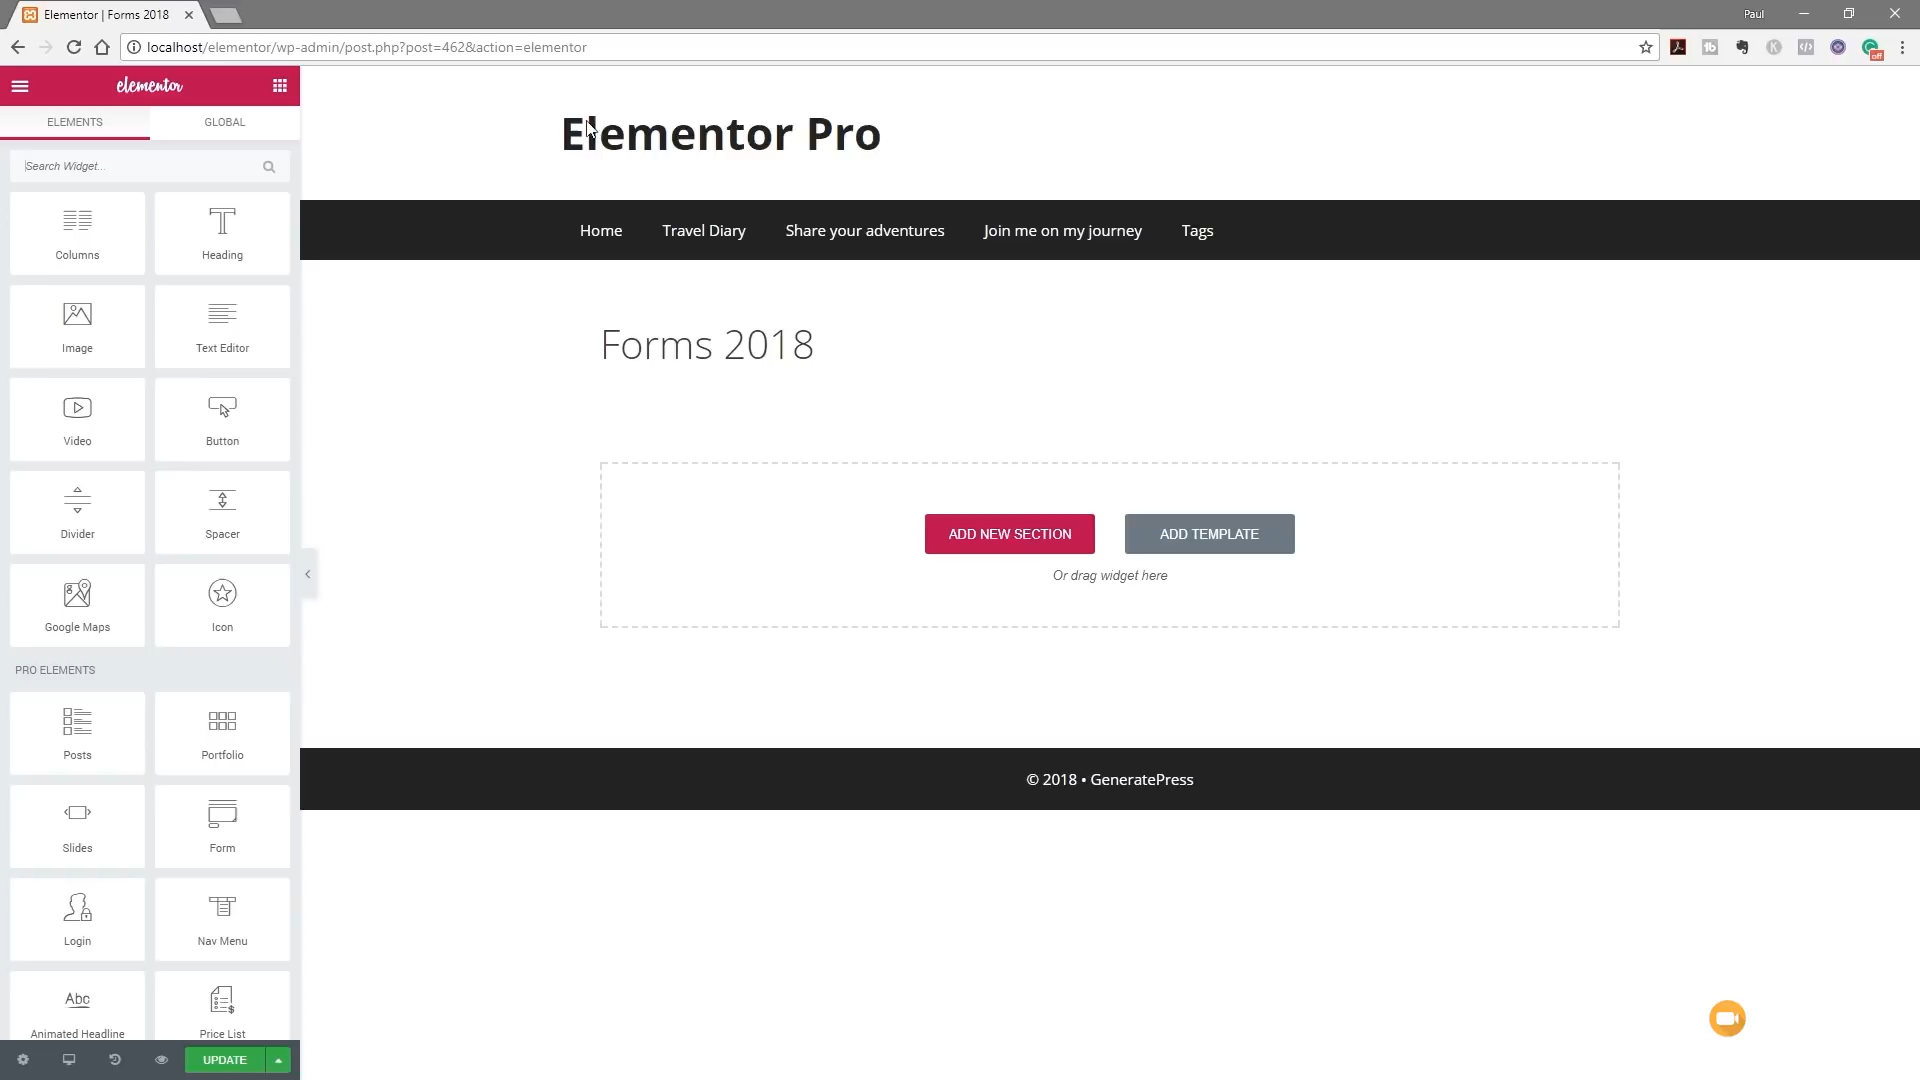 Elementor | Forms 2018
Paul
localhost/elementor/wp-admin/post.php?post=462&action=elementor
off
elementor
ELEMENTS
GLOBAL
Search Widget...
Columns
Heading
Image
Text Editor
Video
Button
Divider
Spacer
Google Maps
Icon
PRO ELEMENTS
Posts
Portfolio
Slides
Form
Login
Nav Menu
Abc
Animated Headline
Price List
UPDATE
Elementor Pro
Home
Travel Diary
Share your adventures
Join me on my journey
Tags
Forms 2018
ADD NEW SECTION
ADD TEMPLATE
Or drag widget here
© 2018 • GeneratePress